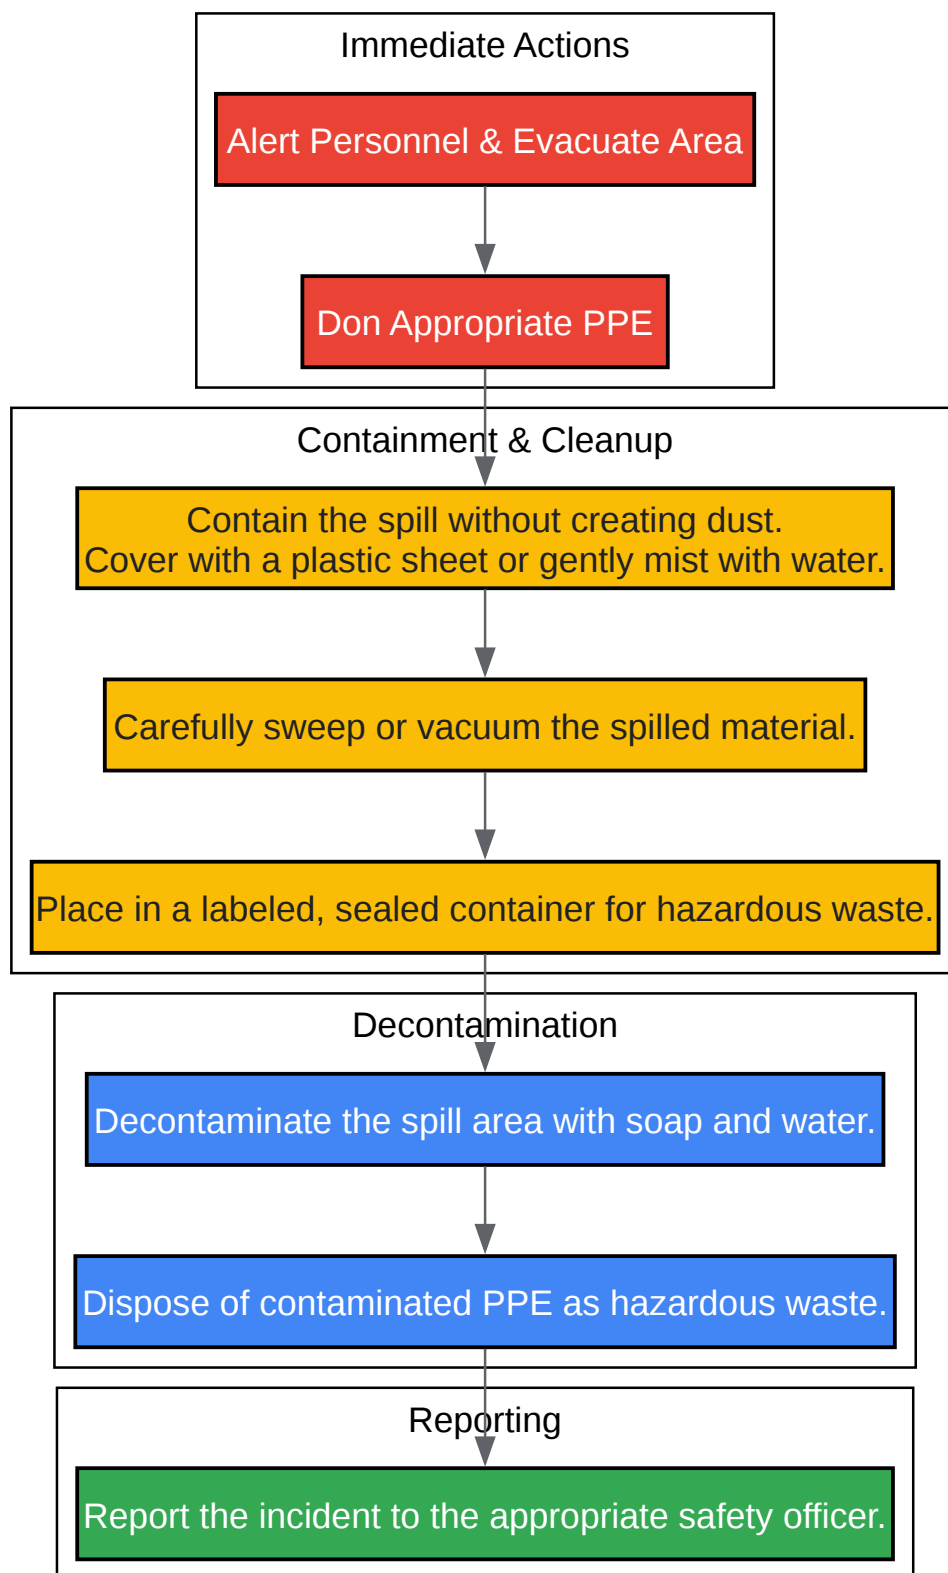 Immediate Actions
Alert Personnel & Evacuate Area
Don Appropriate PPE
Containment & Cleanup
Contain the spill without creating dust.
Cover with a plastic sheet or gently mist with water.
Carefully sweep or vacuum the spilled material.
Place in a labeled, sealed container for hazardous waste.
Decontamination
Decontaminate the spill area with soap and water.
Dispose of contaminated PPE as hazardous waste.
Reporting
Report the incident to the appropriate safety officer.